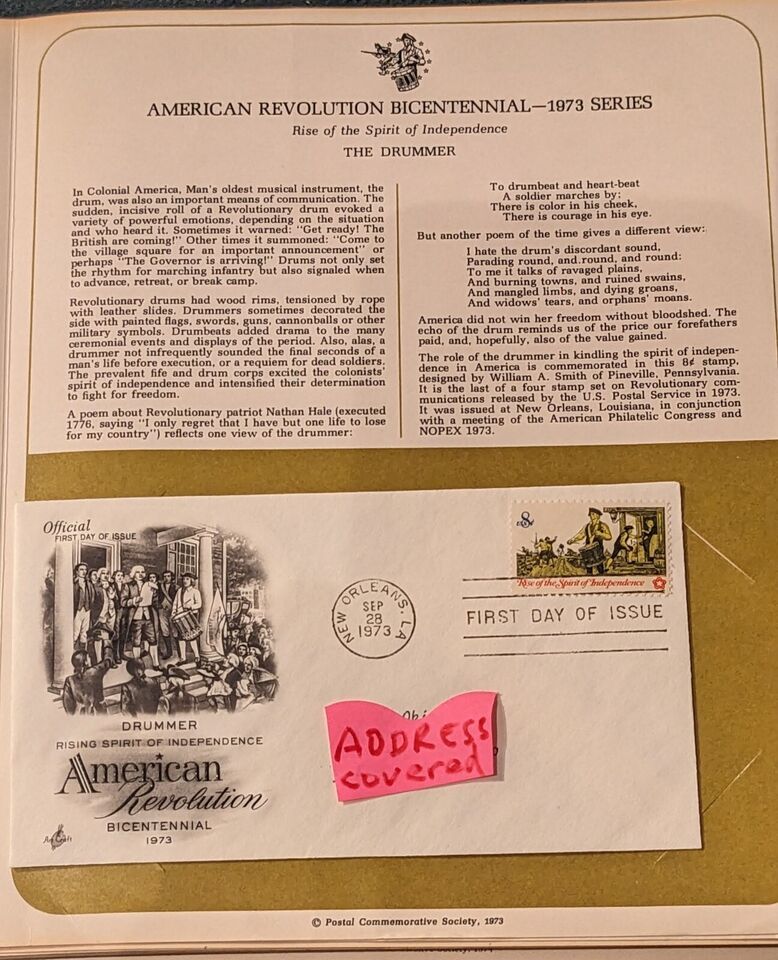 AMERICAN REVOLUTION BICENTENNIAL—1973 SERIES
Rise of the Spirit of Independence
THE DRUMMER
In Colonial America, Man's oldest musical instrument, the
drum, was also an important means of communication. The
sudden, incisive roll of a Revolutionary drum evoked a
variety of powerful emotions, depending on the situation
and who heard it. Sometimes it warned: "Get ready! The
British are coming!" Other times it summoned: "Come to
the village square for an important announcement" or
perhaps "The Governor is arriving!" Drums not only set
the rhythm for marching infantry but also signaled when
to advance, retreat, or break camp.
Revolutionary drums had wood rims, tensioned by rope
with leather slides. Drummers sometimes decorated the
side with painted flags, swords, guns, cannonballs or other
military symbols. Drumbeats added drama to the many
ceremonial events and displays of the period. Also, alas, a
drummer not infrequently sounded the final seconds of a
man's life before execution, or a requiem for dead soldiers.
The prevalent fife and drum corps excited the colonists'
spirit of independence and intensified their determination
to fight for freedom.
A poem about Revolutionary patriot Nathan Hale (executed
1776, saying "I only regret that I have but one life to lose
for my country") reflects one view of the drummer:
To drumbeat and heart-beat
A soldier marches by;
There is color in his cheek,
There is courage in his eye.
But another poem of the time gives a different view:
I hate the drum's discordant sound,
Parading round, and.round, and round:
To me it talks of ravaged plains,
And burning towns, and ruined swains,
And mangled limbs, and dying groans,
And widows' tears, and orphans' moans.
America did not win her freedom without bloodshed. The
echo of the drum reminds us of the price our forefathers
paid, and, hopefully, also of the value gained.
The role of the drummer in kindling the spirit of indepen-
dence in America is commemorated in this 8¢ stamp,
designed by William A. Smith of Pineville, Pennsylvania.
It is the last of a four stamp set on Revolutionary com-
munications released by the U.S. Postal Service in 1973.
It was issued at New Orleans, Louisiana, in conjunction
with a meeting of the American Philatelic Congress and
NOPEX 1973.
Official
FIRST DAY OF ISSUE
8
US¢
Rise of the Spirit of Independence
NEW ORLEANS, LA
SEP
28
1973
FIRST DAY OF ISSUE
ADDRESS
covered
DRUMMER
RISING SPIRIT OF INDEPENDENCE
American
Revolution
BICENTENNIAL
1973
ArtCraft
© Postal Commemorative Society, 1973